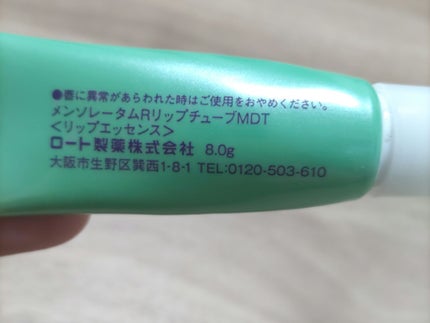 ●唇に異常があらわれた時はご使用をおやめください。
メンソレータムRリップチューブMDT
<リップエッセンス>
ロート製薬株式会社 8.0g
大阪市生野区巽西1-8-1 TEL:0120-503-610